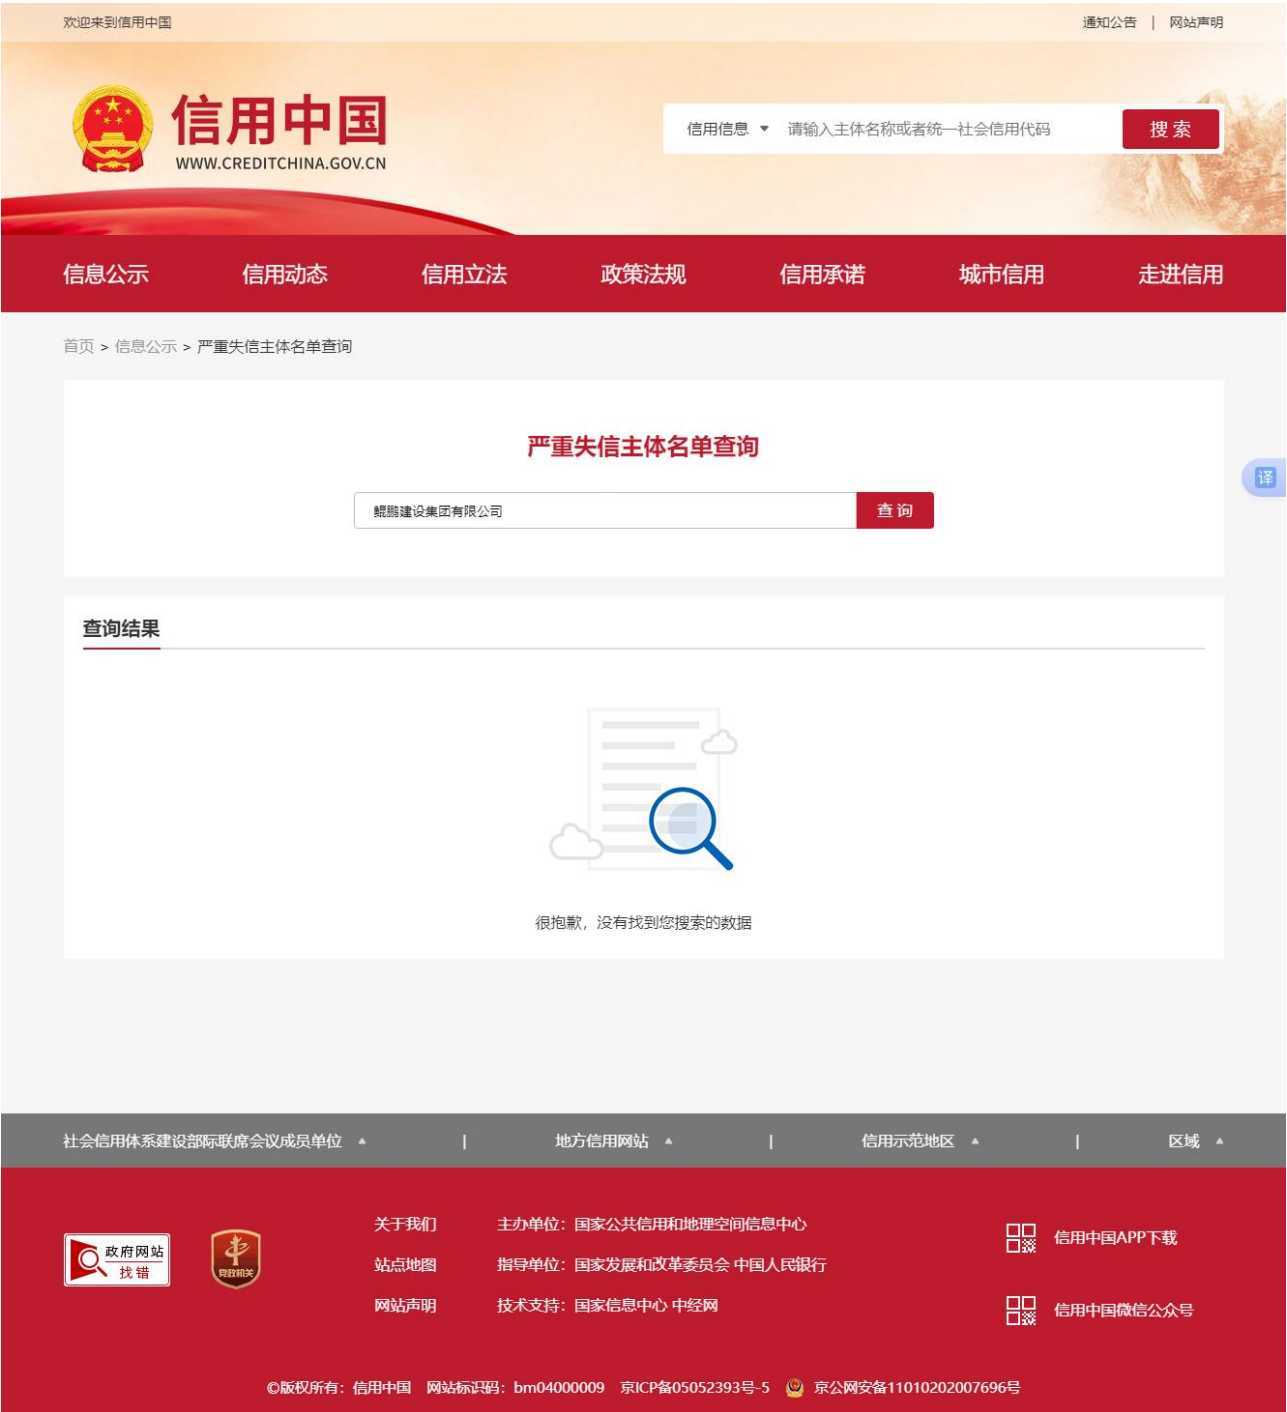 欢迎来到信用中国
通知公告 | 网站声明
信用中国
WWW.CREDITCHINA.GOV.CN
信用信息 请输入主体名称或者统一社会信用代码 搜索
信息公示 信用动态 信用立法 政策法规 信用承诺 城市信用 走进信用
首页 > 信息公示 > 严重失信主体名单查询
严重失信主体名单查询
译
鲲鹏建设集团有限公司 查询
查询结果
很抱歉，没有找到您搜索的数据
社会信用体系建设部际联席会议成员单位 | 地方信用网站 | 信用示范地区 | 区域
关于我们 主办单位：国家公共信用和地理空间信息中心
信用中国APP下载
政府网站
找错
党政机关
站点地图 指导单位：国家发展和改革委员会 中国人民银行
网站声明 技术支持：国家信息中心 中经网
信用中国微信公众号
©版权所有：信用中国 网站标识码：bm04000009 京ICP备05052393号-5 京公网安备11010202007696号